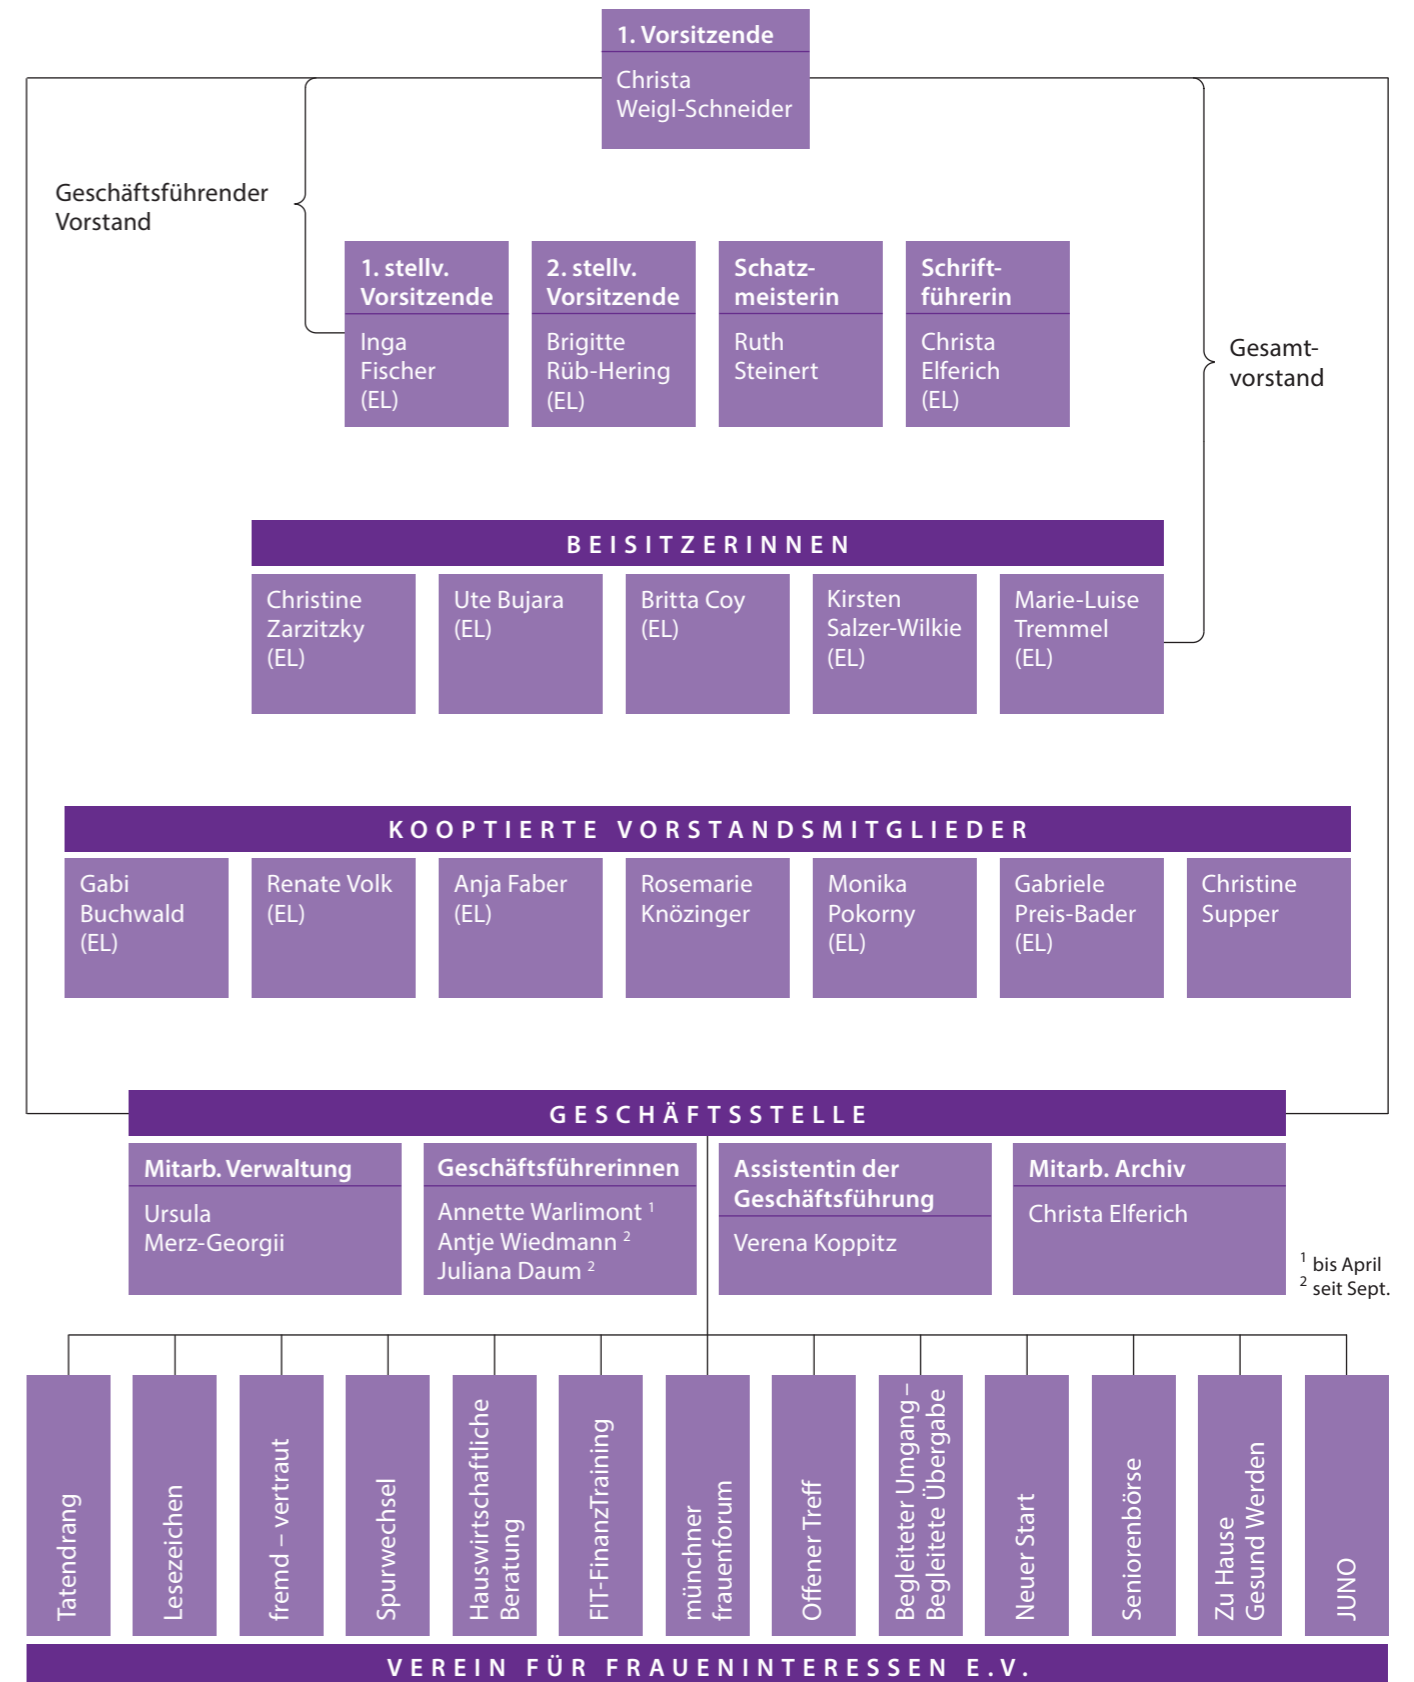 1. Vorsitzende
Christa
Weigl-Schneider
Geschäftsführender
Vorstand
1. stellv.
Vorsitzende
Inga
Fischer
(EL)
2. stellv.
Vorsitzende
Brigitte
Rüb-Hering
(EL)
Schatz-
meisterin
Ruth
Steinert
Schrift-
führerin
Christa
Elferich
(EL)
Gesamt-
vorstand
BEISITZERINNEN
Christine
Zarzitzky
(EL)
Ute Bujara
(EL)
Britta Coy
(EL)
Kirsten
Salzer-Wilkie
(EL)
Marie-Luise
Tremmel
(EL)
KOOPTIERTE VORSTANDSMITGLIEDER
Gabi
Buchwald
(EL)
Renate Volk
(EL)
Anja Faber
(EL)
Rosemarie
Knözinger
Monika
Pokorny
(EL)
Gabriele
Preis-Bader
(EL)
Christine
Supper
GESCHÄFTSSTELLE
Mitarb. Verwaltung
Ursula
Merz-Georgii
Geschäftsführerinnen
Annette Warlimont ¹
Antje Wiedmann ²
Juliana Daum ²
Assistentin der
Geschäftsführung
Verena Koppitz
Mitarb. Archiv
Christa Elferich
¹ bis April
² seit Sept.
Tatendrang
Lesezeichen
fremd – vertraut
Spurwechsel
Hauswirtschaftliche
Beratung
FIT-FinanzTraining
münchner
frauenforum
Offener Treff
Begleiteter Umgang–
Begleitete Übergabe
Neuer Start
Seniorenbörse
Zu Hause
Gesund Werden
JUNO
VEREIN FÜR FRAUENINTERESSEN E.V.